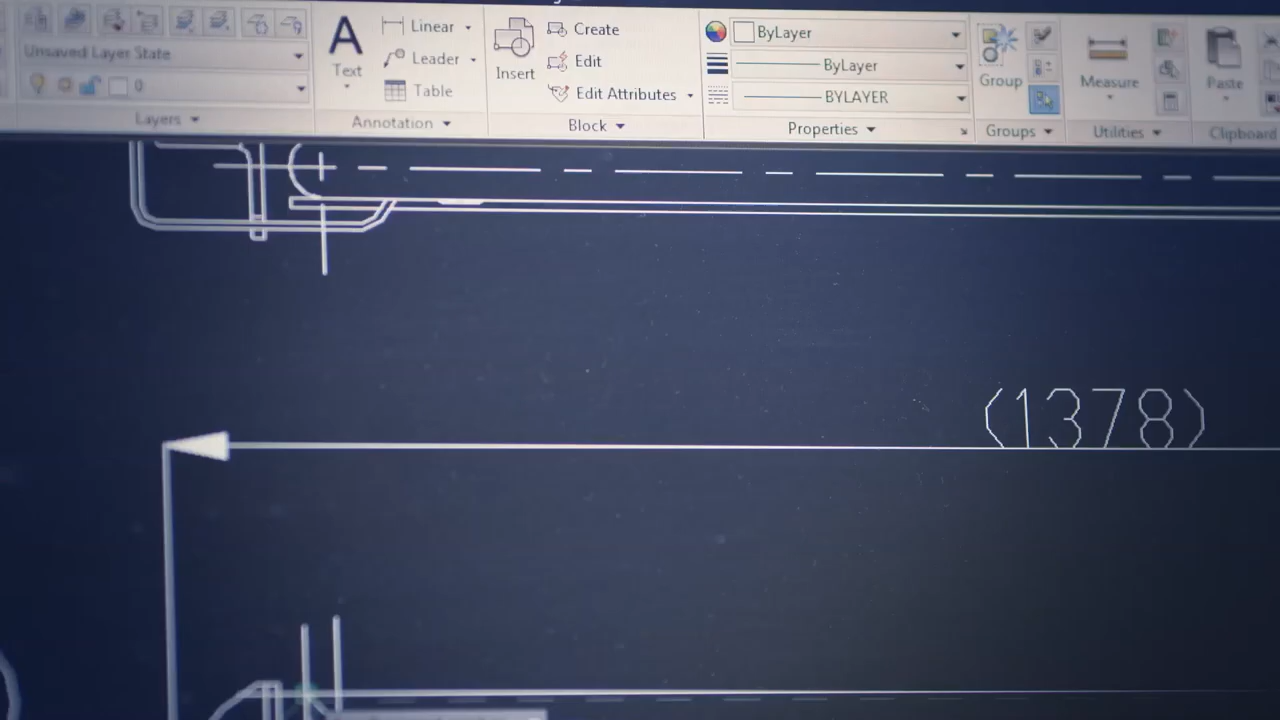 Unsaved Layer State
0
Layers
A
Text
Linear
Leader
Table
Annotation
Insert
Create
Edit
Edit Attributes
Block
ByLayer
ByLayer
BYLAYER
Properties
Group
Groups
Measure
Utilities
Paste
Clipboard
(1378)